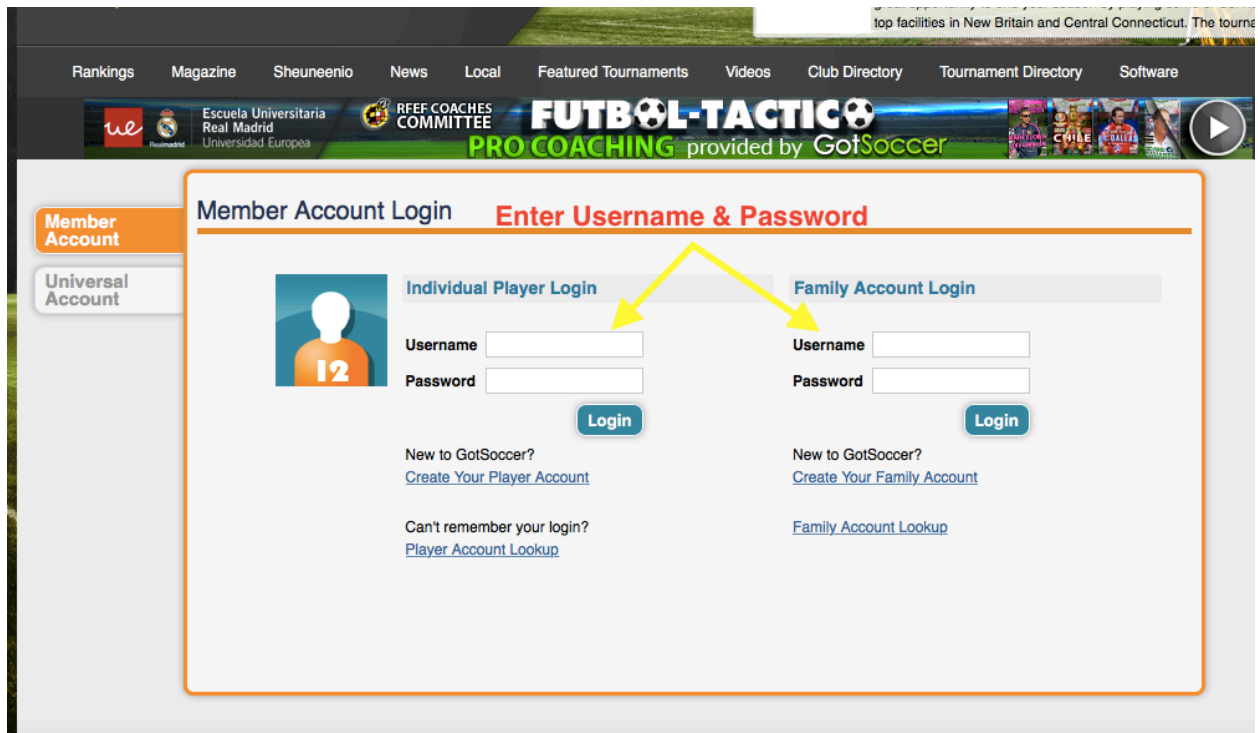 top facilities in New Britain and Central Connecticut. The tourna
Rankings Magazine Sheuneenio News Local Featured Tournaments Videos Club Directory Tournament Directory Software
ue Realmadrid Escuela Universitaria
Real Madrid
Universidad Europea
RFEF COACHES
COMMITTEE
FUTBOL-TACTICO
PRO COACHING provided by GotSoccer
CHILE
DALLAS
Member Account Login Enter Username & Password
Member
Account
Universal
Account
12
Individual Player Login Family Account Login
Username Username
Password Password
Login Login
New to GotSoccer? New to GotSoccer?
Create Your Player Account Create Your Family Account
Can't remember your login? Family Account Lookup
Player Account Lookup